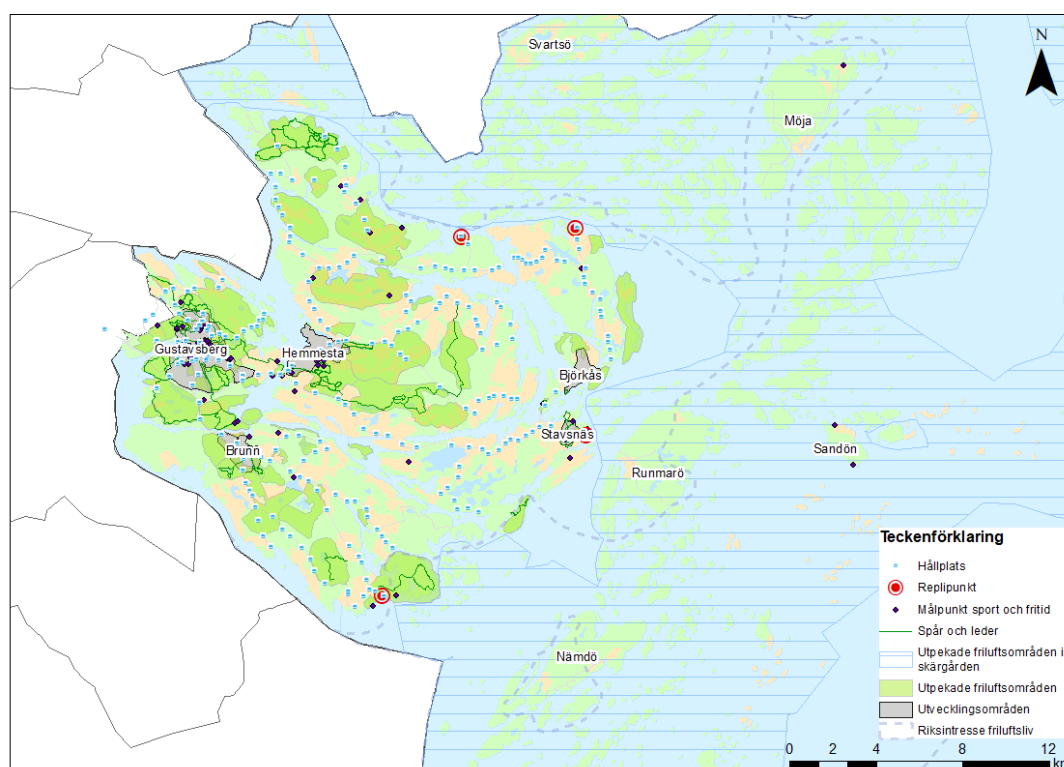 Svartsö
N
Möja
Gustavsberg
Hemmesta
Björkås
Stavsnäs
Sandön
Brunn
Runmarö
Nämdö
Teckenförklaring
Hållplats
Replipunkt
Målpunkt sport och fritid
Spår och leder
Utpekade friluftsområden i
skärgården
Utpekade friluftsområden
Utvecklingsområden
Riksintresse friluftsliv
0 2 4 8 12